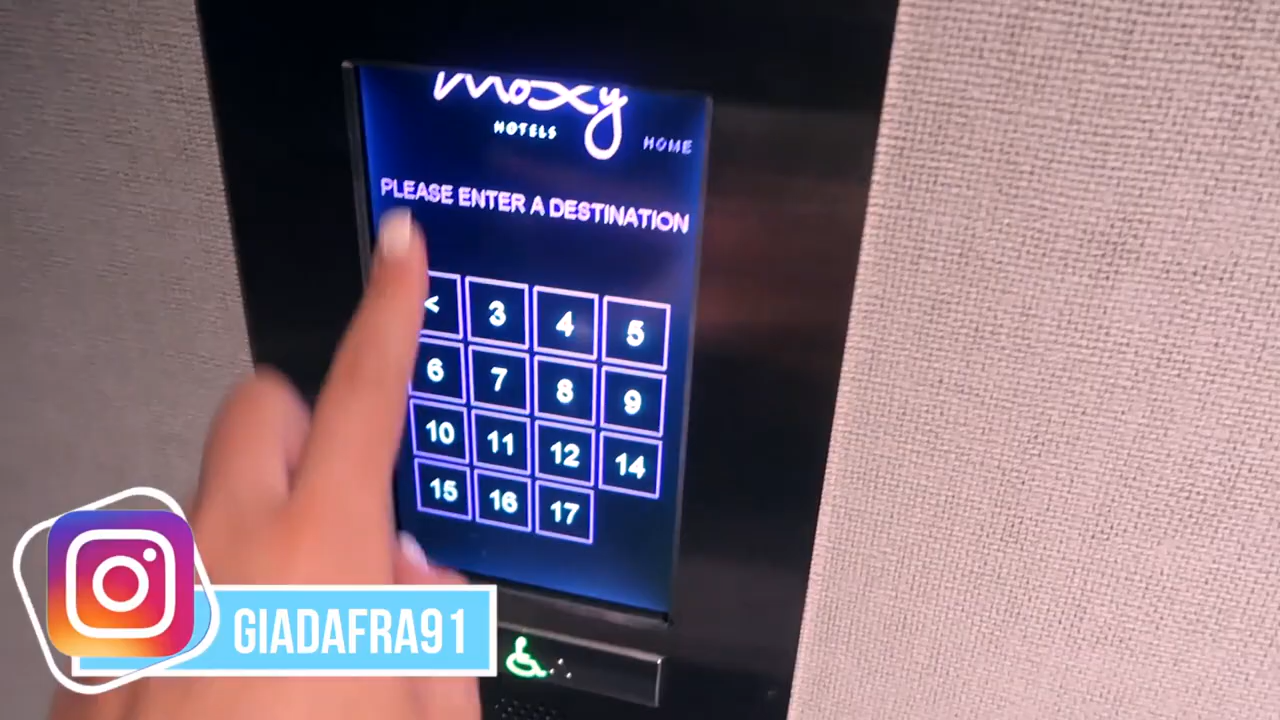 moxy
HOTELS
HOME
PLEASE ENTER A DESTINATION
< 3 4 5
6 7 8 9
10 11 12 14
15 16 17
GIADAFRA91